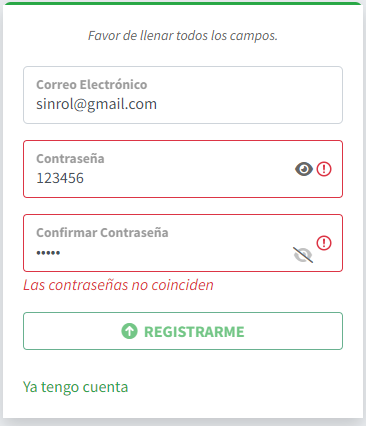 Favor de llenar todos los campos.
Correo Electrónico
sinrol@gmail.com
Contraseña
123456
Confirmar Contraseña
•••••
Las contraseñas no coinciden
REGISTRARME
Ya tengo cuenta